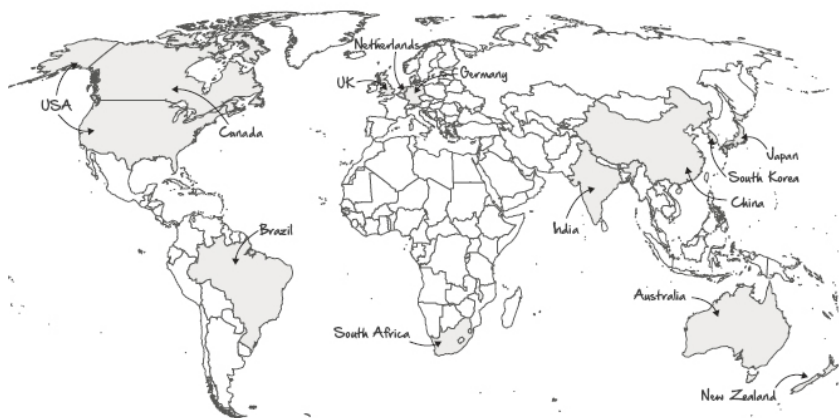 Netherlands
Germany
UK
USA
Canada
Japan
South Korea
China
India
Brazil
Australia
South Africa
New Zealand